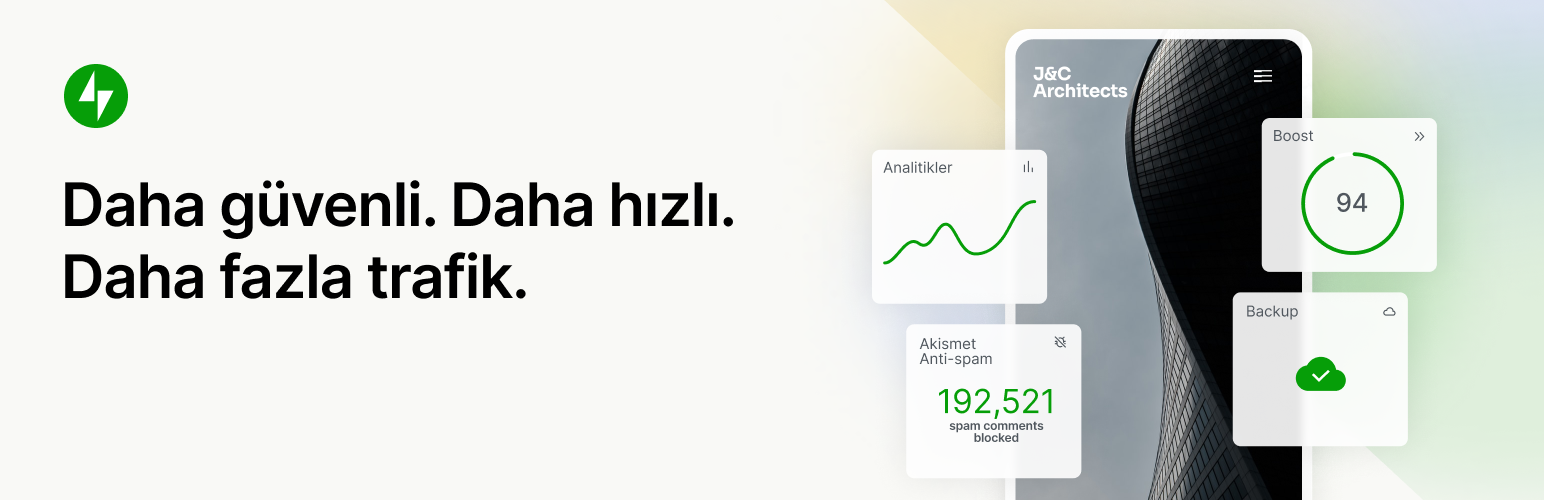 Daha güvenli. Daha hızlı.
Daha fazla trafik.
J&C
Architects
Analitikler
Boost
94
Akismet
Anti-spam
192,521
spam comments
blocked
Backup